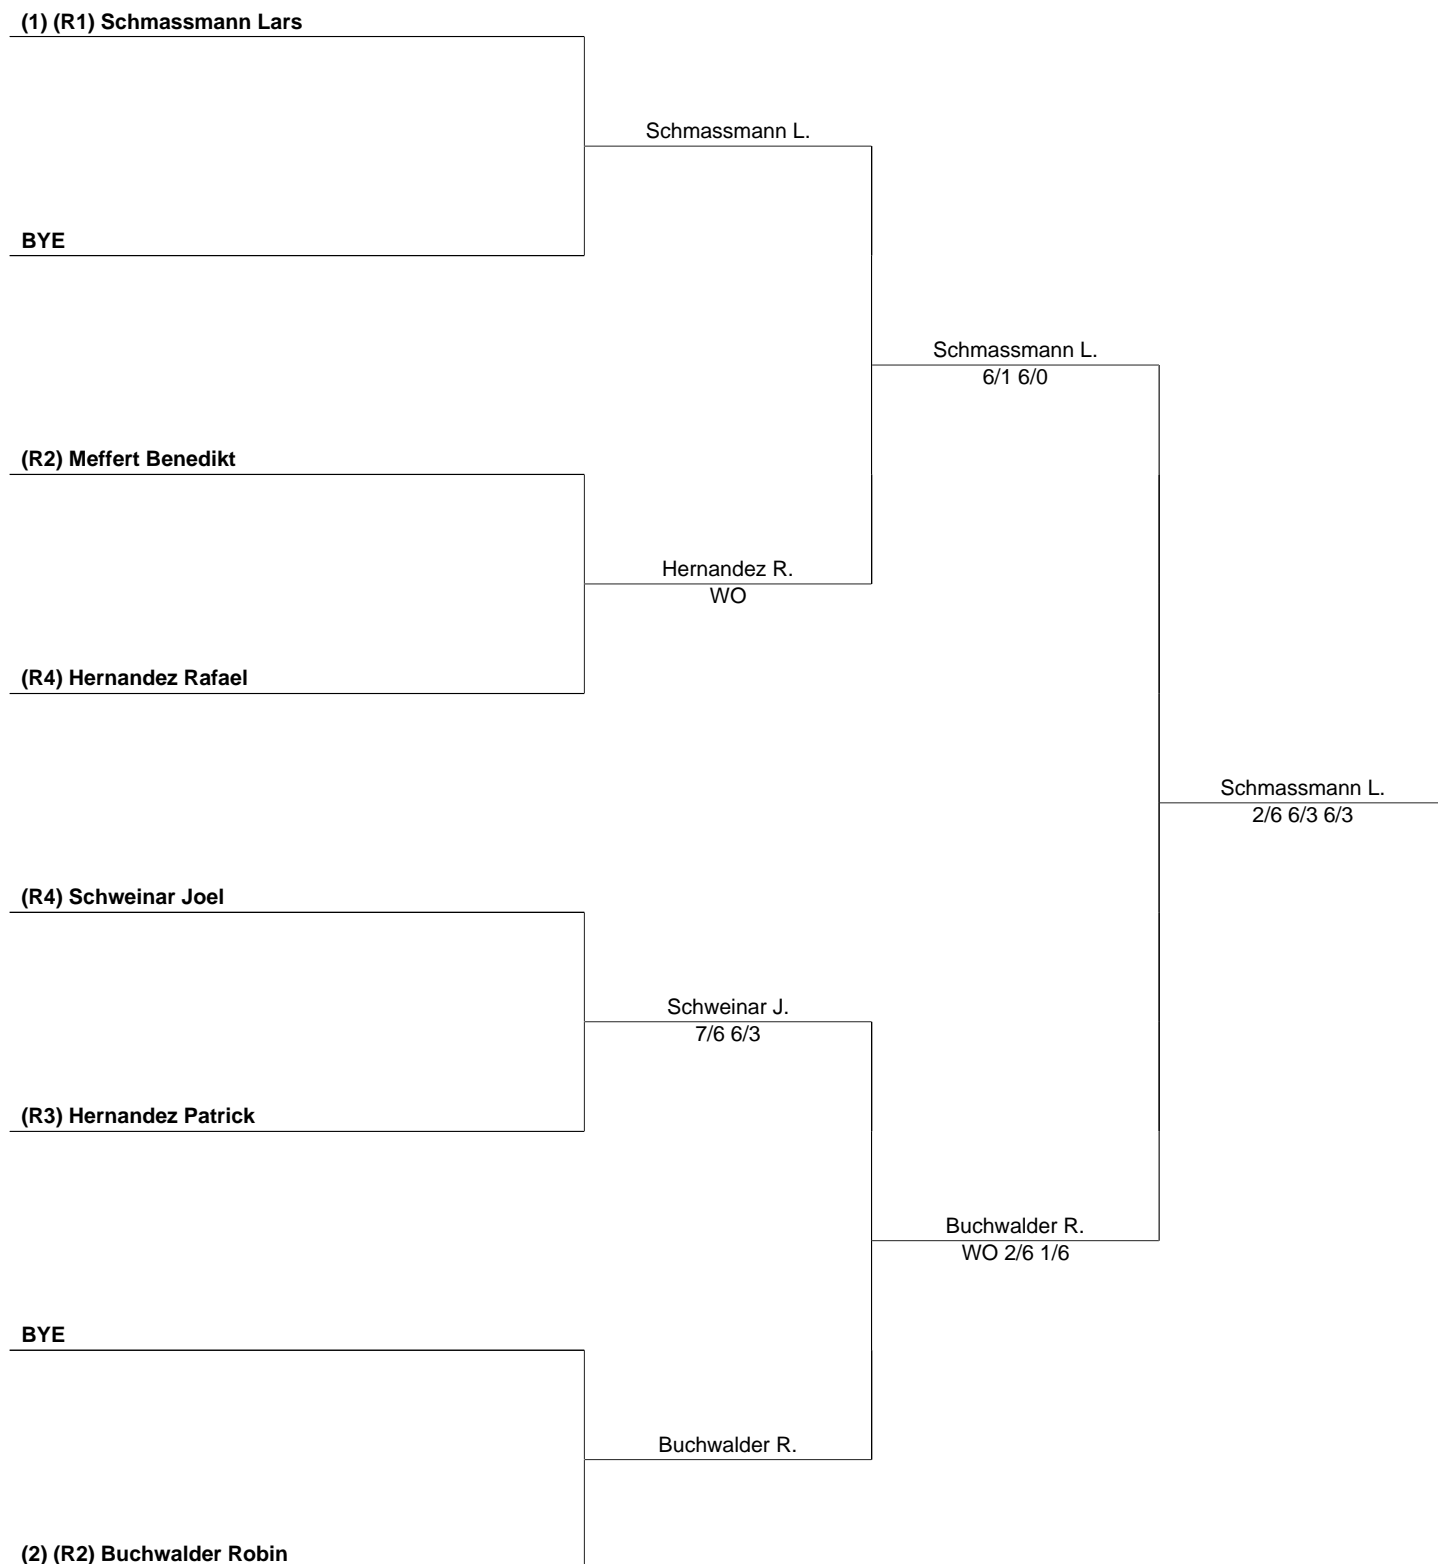 (1) (R1) Schmassmann Lars
Schmassmann L.
BYE
Schmassmann L.
6/1 6/0
(R2) Meffert Benedikt
Hernandez R.
WO
(R4) Hernandez Rafael
Schmassmann L.
2/6 6/3 6/3
(R4) Schweinar Joel
Schweinar J.
7/6 6/3
(R3) Hernandez Patrick
Buchwalder R.
WO 2/6 1/6
BYE
Buchwalder R.
(2) (R2) Buchwalder Robin